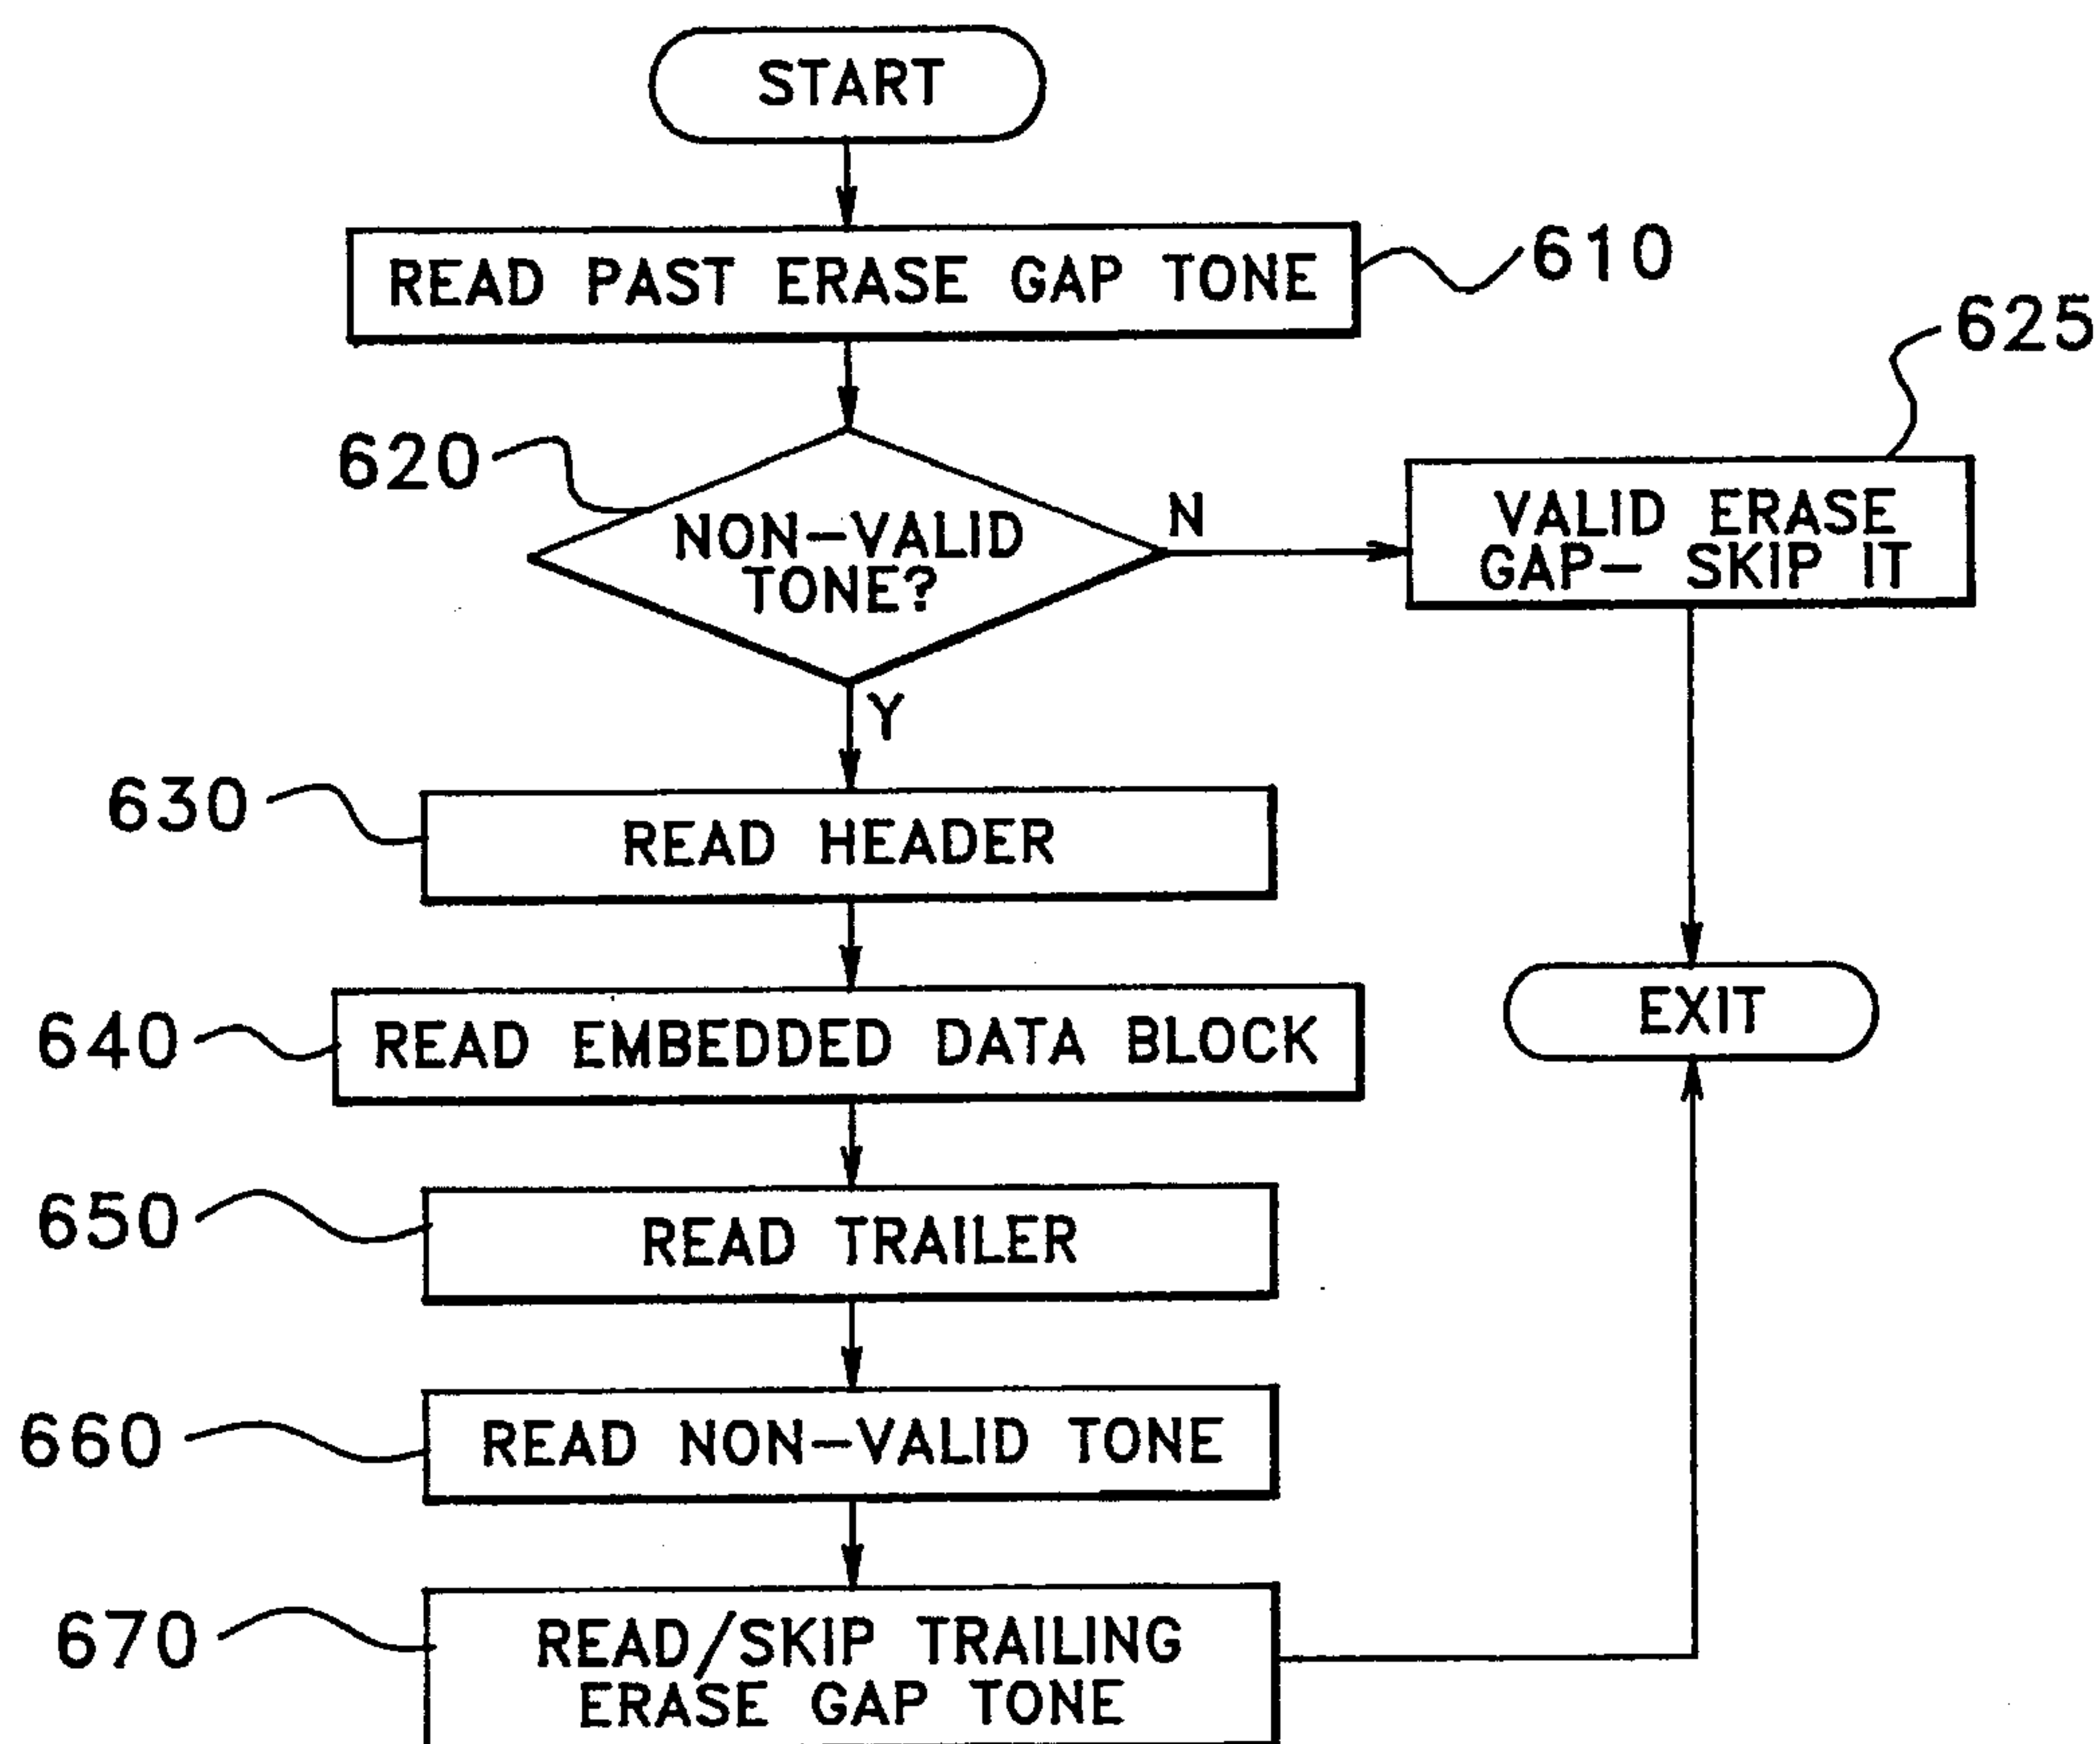 START
READ PAST ERASE GAP TONE
610
625
620
NON-VALID
TONE?
N
VALID ERASE
GAP- SKIP IT
Y
630
READ HEADER
EXIT
640
READ EMBEDDED DATA BLOCK
650
READ TRAILER
660
READ NON-VALID TONE
670
READ/SKIP TRAILING
ERASE GAP TONE